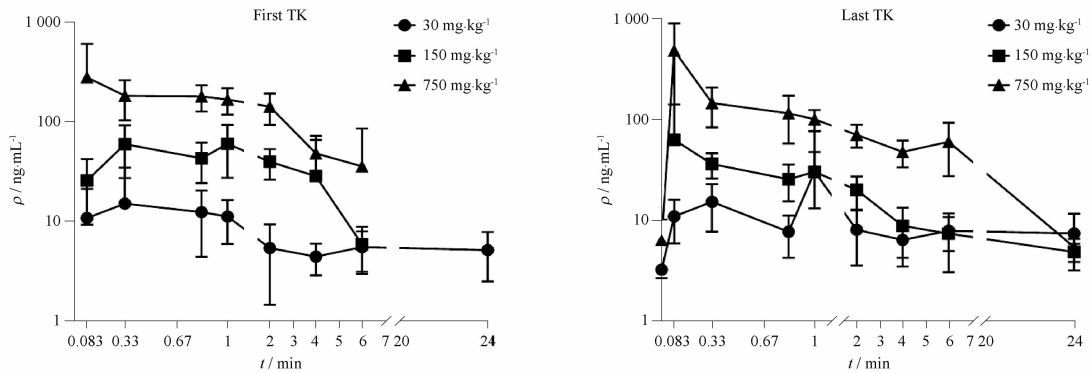 First TK
1 000
100
10
1
ρ / ng·mL⁻¹
30 mg·kg⁻¹
150 mg·kg⁻¹
750 mg·kg⁻¹
0.083 0.33 0.67 1 2 3 4 5 6 7 20 24
t / min
Last TK
1 000
100
10
1
ρ / ng·mL⁻¹
30 mg·kg⁻¹
150 mg·kg⁻¹
750 mg·kg⁻¹
0.083 0.33 0.67 1 2 3 4 5 6 7 20 24
t / min